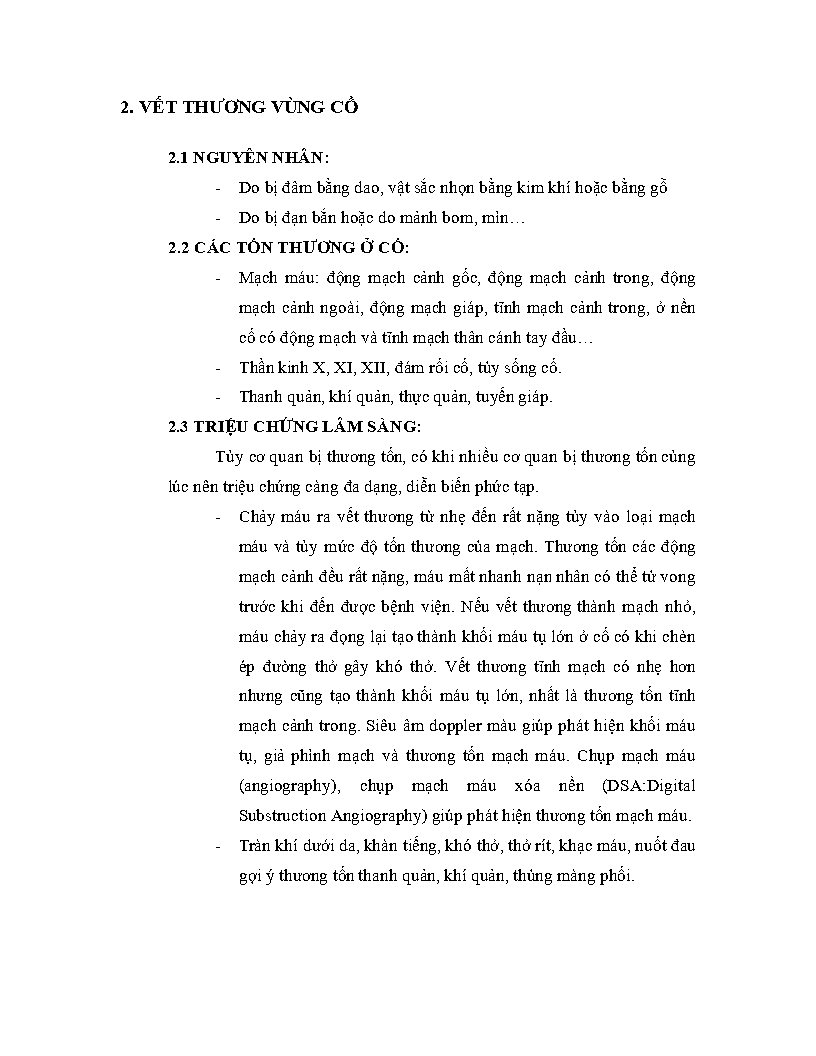 2. VẾT THƯƠNG VÙNG CỔ
2.1 NGUYÊN NHÂN:
- Do bị đâm bằng dao, vật sắc nhọn bằng kim khí hoặc bằng gỗ
- Do bị đạn bắn hoặc do mảnh bom, mìn…
2.2 CÁC TỔN THƯƠNG Ở CỔ:
- Mạch máu: động mạch cảnh gốc, động mạch cảnh trong, động
mạch cảnh ngoài, động mạch giáp, tĩnh mạch cảnh trong, ở nền
cổ có động mạch và tĩnh mạch thân cánh tay đầu…
- Thần kinh X, XI, XII, đám rối cổ, tủy sống cổ.
- Thanh quản, khí quản, thực quản, tuyến giáp.
2.3 TRIỆU CHỨNG LÂM SÀNG:
Tùy cơ quan bị thương tổn, có khi nhiều cơ quan bị thương tổn cùng
lúc nên triệu chứng càng đa dạng, diễn biến phức tạp.
- Chảy máu ra vết thương từ nhẹ đến rất nặng tùy vào loại mạch
máu và tùy mức độ tổn thương của mạch. Thương tổn các động
mạch cảnh đều rất nặng, máu mất nhanh nạn nhân có thể tử vong
trước khi đến được bệnh viện. Nếu vết thương thành mạch nhỏ,
máu chảy ra đọng lại tạo thành khối máu tụ lớn ở cổ có khi chèn
ép đường thở gây khó thở. Vết thương tĩnh mạch có nhẹ hơn
nhưng cũng tạo thành khối máu tụ lớn, nhất là thương tổn tĩnh
mạch cảnh trong. Siêu âm doppler màu giúp phát hiện khối máu
tụ, giả phình mạch và thương tổn mạch máu. Chụp mạch máu
(angiography), chụp mạch máu xóa nền (DSA:Digital
Substruction Angiography) giúp phát hiện thương tổn mạch máu.
- Tràn khí dưới da, khàn tiếng, khó thở, thở rít, khạc máu, nuốt đau
gợi ý thương tổn thanh quản, khí quản, thủng màng phổi.